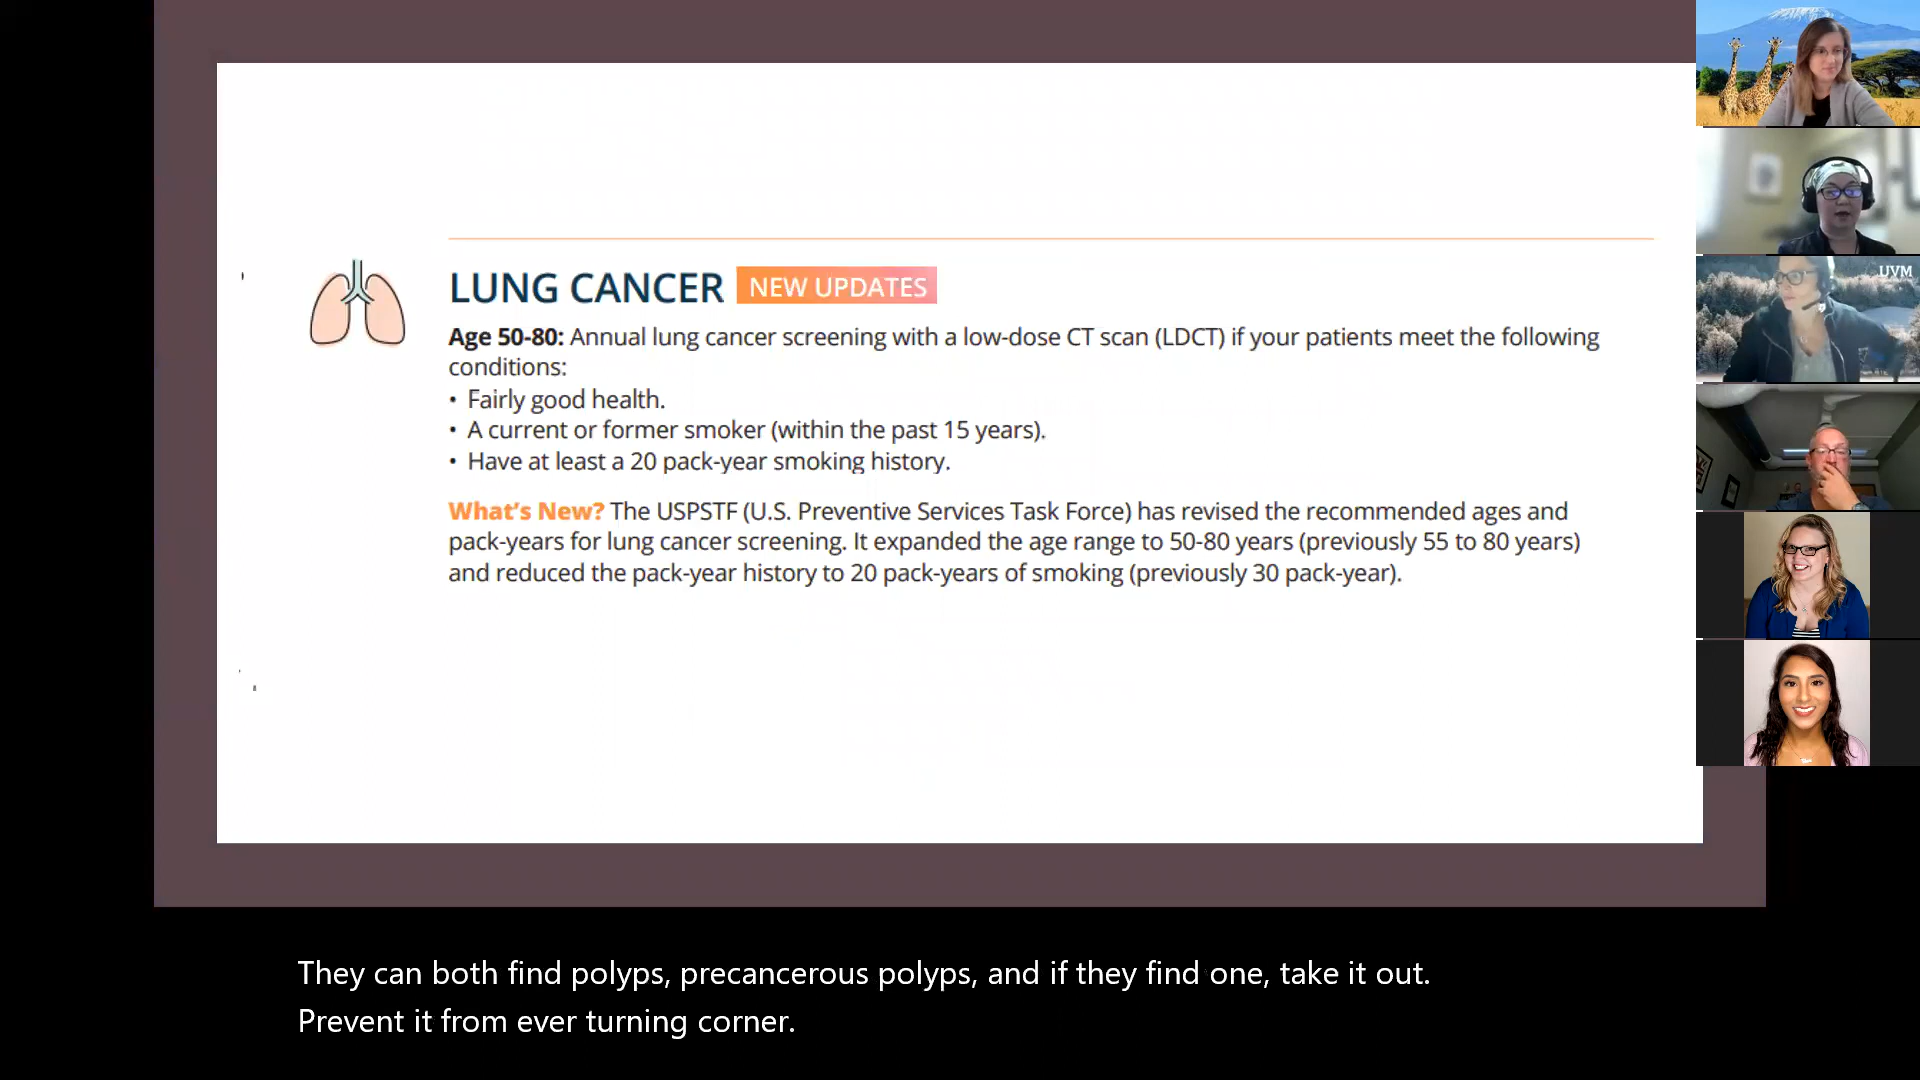 UVM
LUNG CANCER NEW UPDATES
Age 50-80: Annual lung cancer screening with a low-dose CT scan (LDCT) if your patients meet the following
conditions:
• Fairly good health.
• A current or former smoker (within the past 15 years).
• Have at least a 20 pack-year smoking history.
What's New? The USPSTF (U.S. Preventive Services Task Force) has revised the recommended ages and
pack-years for lung cancer screening. It expanded the age range to 50-80 years (previously 55 to 80 years)
and reduced the pack-year history to 20 pack-years of smoking (previously 30 pack-year).
They can both find polyps, precancerous polyps, and if they find one, take it out.
Prevent it from ever turning corner.